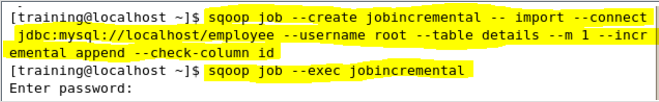 [training@localhost ~]$ sqoop job --create jobincremental -- import --connect
jdbc:mysql://localhost/employee --username root --table details --m 1 --incr
emental append --check-column id
[training@localhost ~]$ sqoop job --exec jobincremental
Enter password: